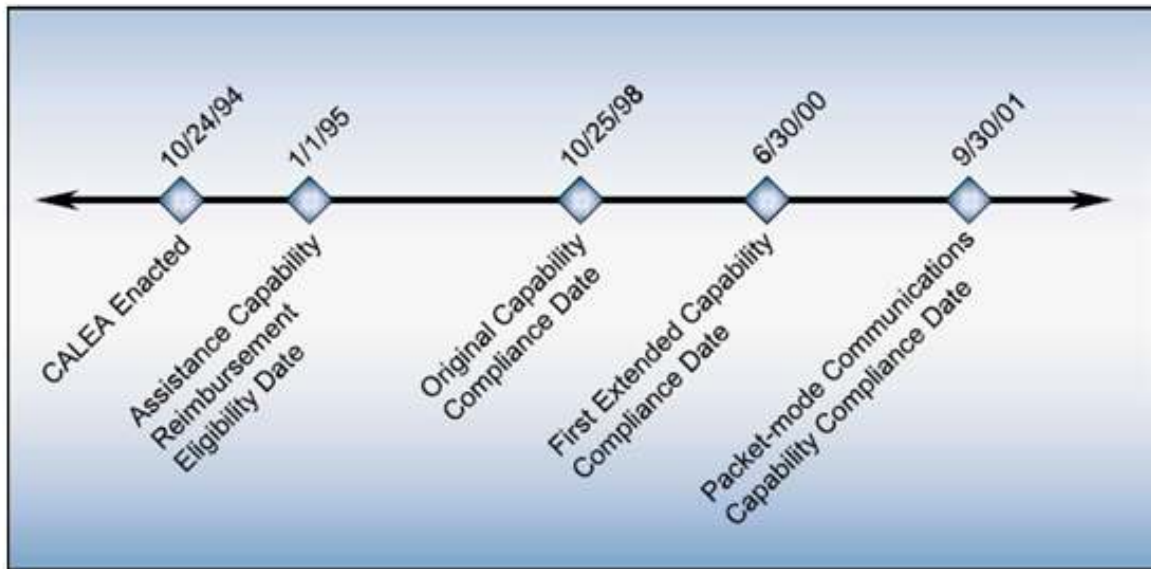 10/24/94
1/1/95
10/25/98
6/30/00
9/30/01
CALEA Enacted
Assistance Capability
Reimbursement
Eligibility Date
Original Capability
Compliance Date
First Extended Capability
Compliance Date
Packet-mode Communications
Capability Compliance Date